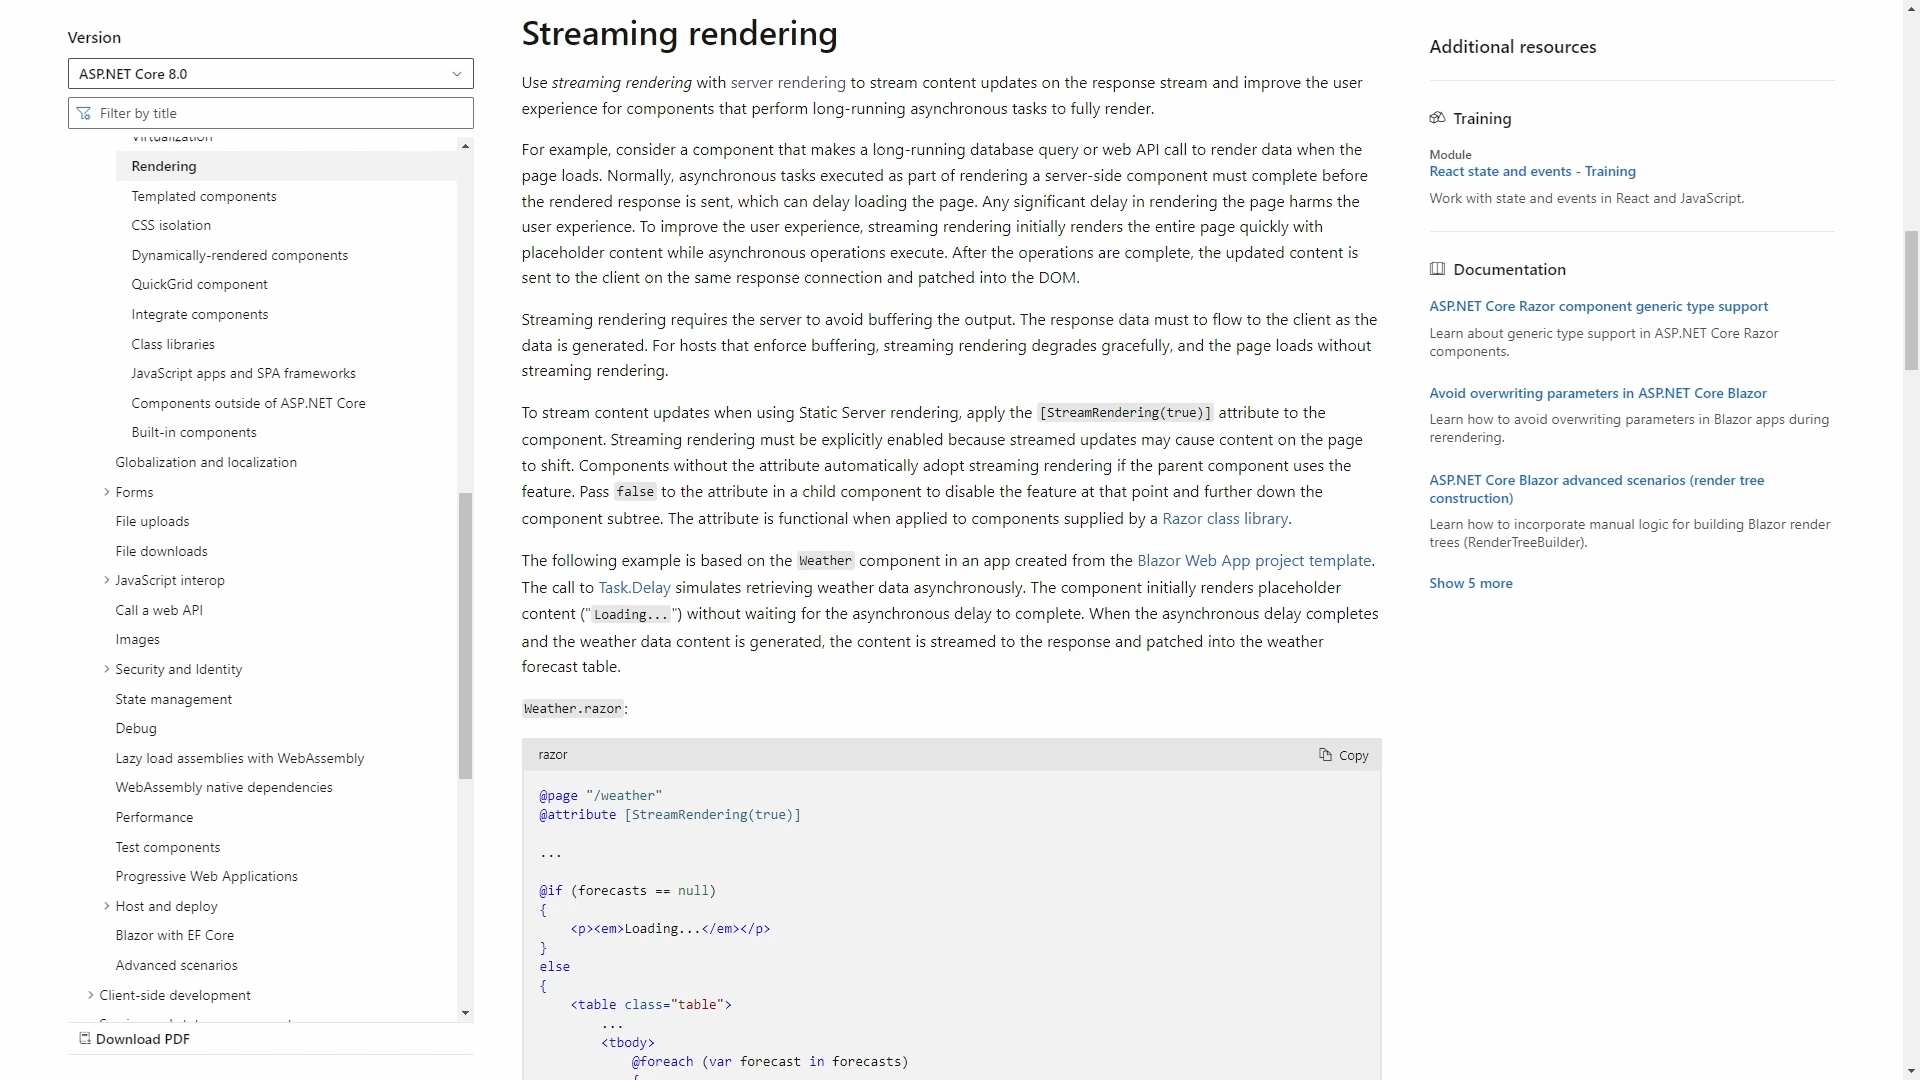 Version
ASP.NET Core 8.0
Filter by title
Virtualization
Rendering
Templated components
CSS isolation
Dynamically-rendered components
QuickGrid component
Integrate components
Class libraries
JavaScript apps and SPA frameworks
Components outside of ASP.NET Core
Built-in components
Globalization and localization
Forms
File uploads
File downloads
JavaScript interop
Call a web API
Images
Security and Identity
State management
Debug
Lazy load assemblies with WebAssembly
WebAssembly native dependencies
Performance
Test components
Progressive Web Applications
Host and deploy
Blazor with EF Core
Advanced scenarios
Client-side development
Download PDF
Streaming rendering
Use streaming rendering with server rendering to stream content updates on the response stream and improve the user
experience for components that perform long-running asynchronous tasks to fully render.
For example, consider a component that makes a long-running database query or web API call to render data when the
page loads. Normally, asynchronous tasks executed as part of rendering a server-side component must complete before
the rendered response is sent, which can delay loading the page. Any significant delay in rendering the page harms the
user experience. To improve the user experience, streaming rendering initially renders the entire page quickly with
placeholder content while asynchronous operations execute. After the operations are complete, the updated content is
sent to the client on the same response connection and patched into the DOM.
Streaming rendering requires the server to avoid buffering the output. The response data must to flow to the client as the
data is generated. For hosts that enforce buffering, streaming rendering degrades gracefully, and the page loads without
streaming rendering.
To stream content updates when using Static Server rendering, apply the [StreamRendering(true)] attribute to the
component. Streaming rendering must be explicitly enabled because streamed updates may cause content on the page
to shift. Components without the attribute automatically adopt streaming rendering if the parent component uses the
feature. Pass false to the attribute in a child component to disable the feature at that point and further down the
component subtree. The attribute is functional when applied to components supplied by a Razor class library.
The following example is based on the Weather component in an app created from the Blazor Web App project template.
The call to Task.Delay simulates retrieving weather data asynchronously. The component initially renders placeholder
content ("Loading...") without waiting for the asynchronous delay to complete. When the asynchronous delay completes
and the weather data content is generated, the content is streamed to the response and patched into the weather
forecast table.
Weather.razor:
razor
Copy
@page "/weather"
@attribute [StreamRendering(true)]
...
@if (forecasts == null)
{
<p><em>Loading...</em></p>
}
else
{
<table class="table">
...
<tbody>
@foreach (var forecast in forecasts)
{
Additional resources
Training
Module
React state and events - Training
Work with state and events in React and JavaScript.
Documentation
ASP.NET Core Razor component generic type support
Learn about generic type support in ASP.NET Core Razor
components.
Avoid overwriting parameters in ASP.NET Core Blazor
Learn how to avoid overwriting parameters in Blazor apps during
rerendering.
ASP.NET Core Blazor advanced scenarios (render tree
construction)
Learn how to incorporate manual logic for building Blazor render
trees (RenderTreeBuilder).
Show 5 more